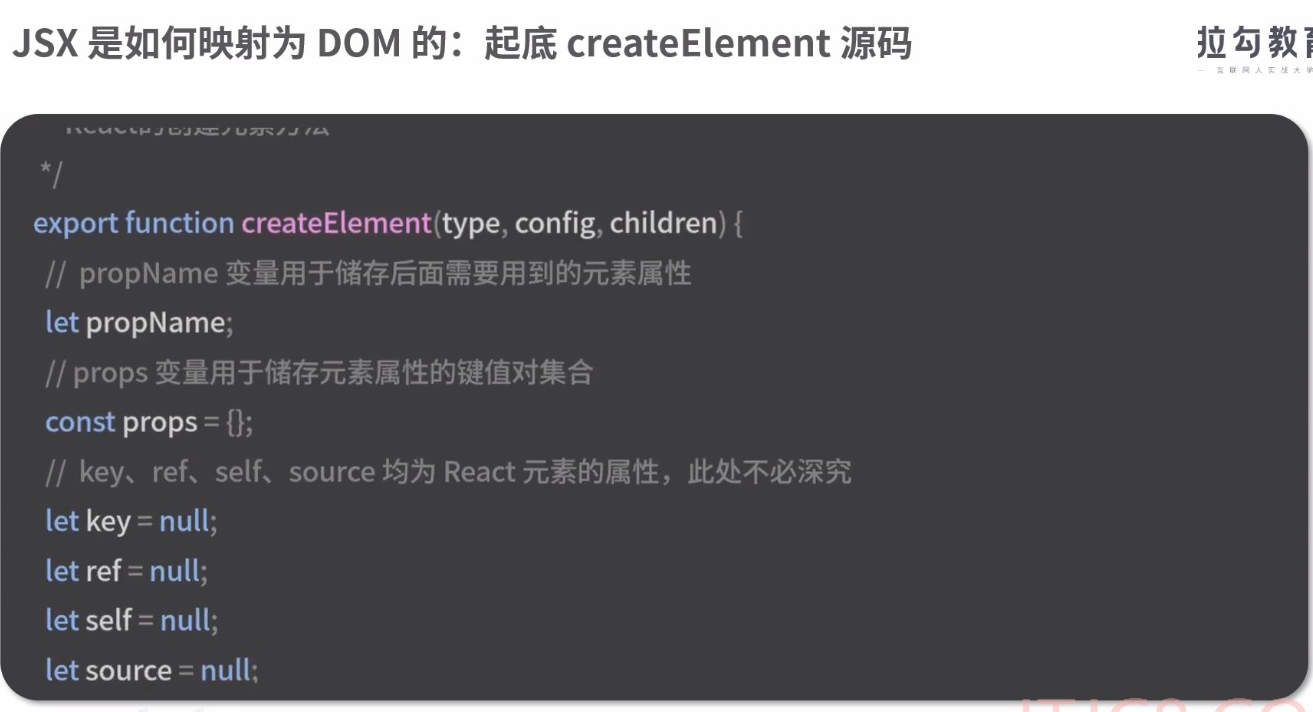 JSX 是如何映射为 DOM 的：起底 createElement 源码
拉勾教育
互联网人实战大学
React的创建元素方法
*/
export function createElement(type, config, children) {
// propName 变量用于储存后面需要用到的元素属性
let propName;
// props 变量用于储存元素属性的键值对集合
const props = {};
// key、ref、self、source 均为 React 元素的属性，此处不必深究
let key = null;
let ref = null;
let self = null;
let source = null;